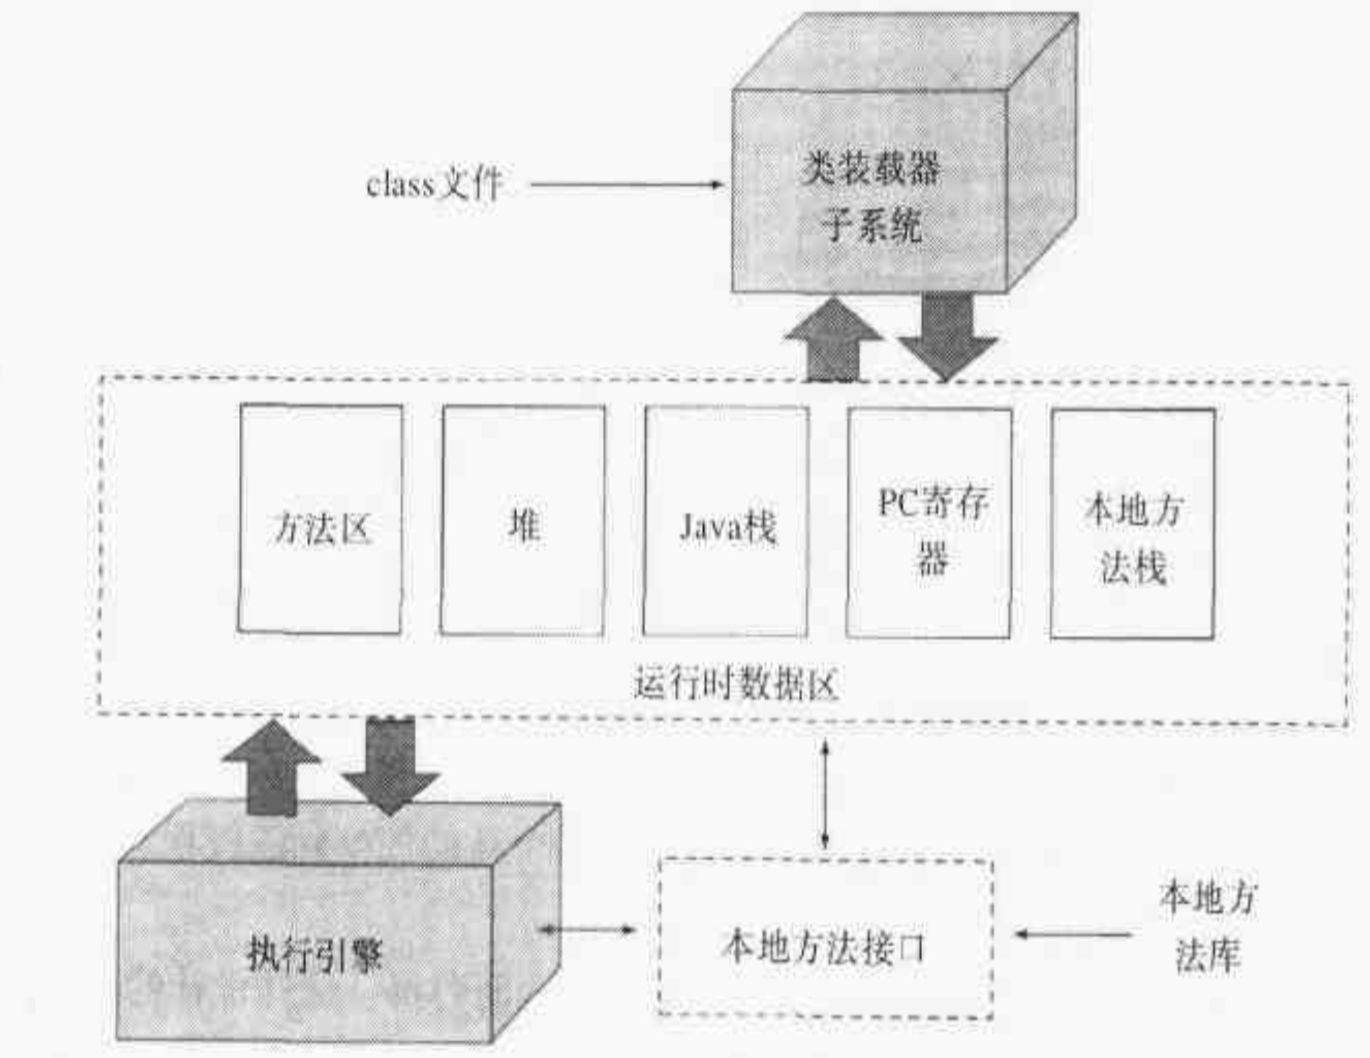 class文件
类装载器
子系统
方法区
堆
Java栈
PC寄存
器
本地方
法栈
运行时数据区
执行引擎
本地方法接口
本地方
法库